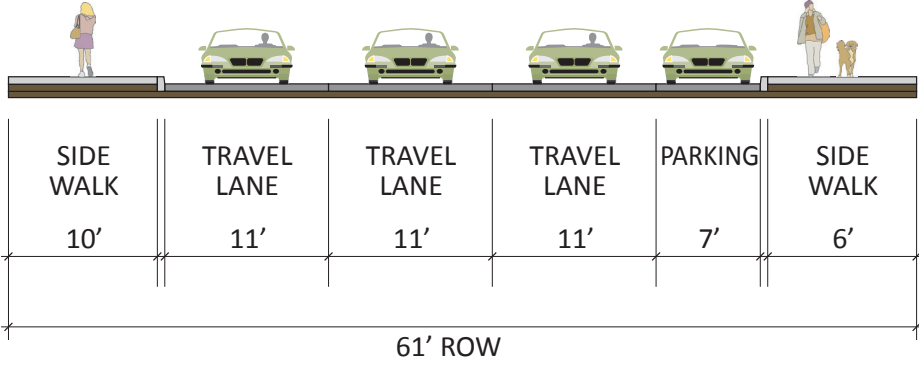 SIDE WALK
10’
TRAVEL LANE
11’
TRAVEL LANE
11’
TRAVEL LANE
11’
PARKING
7’
SIDE WALK
6’
61’ ROW